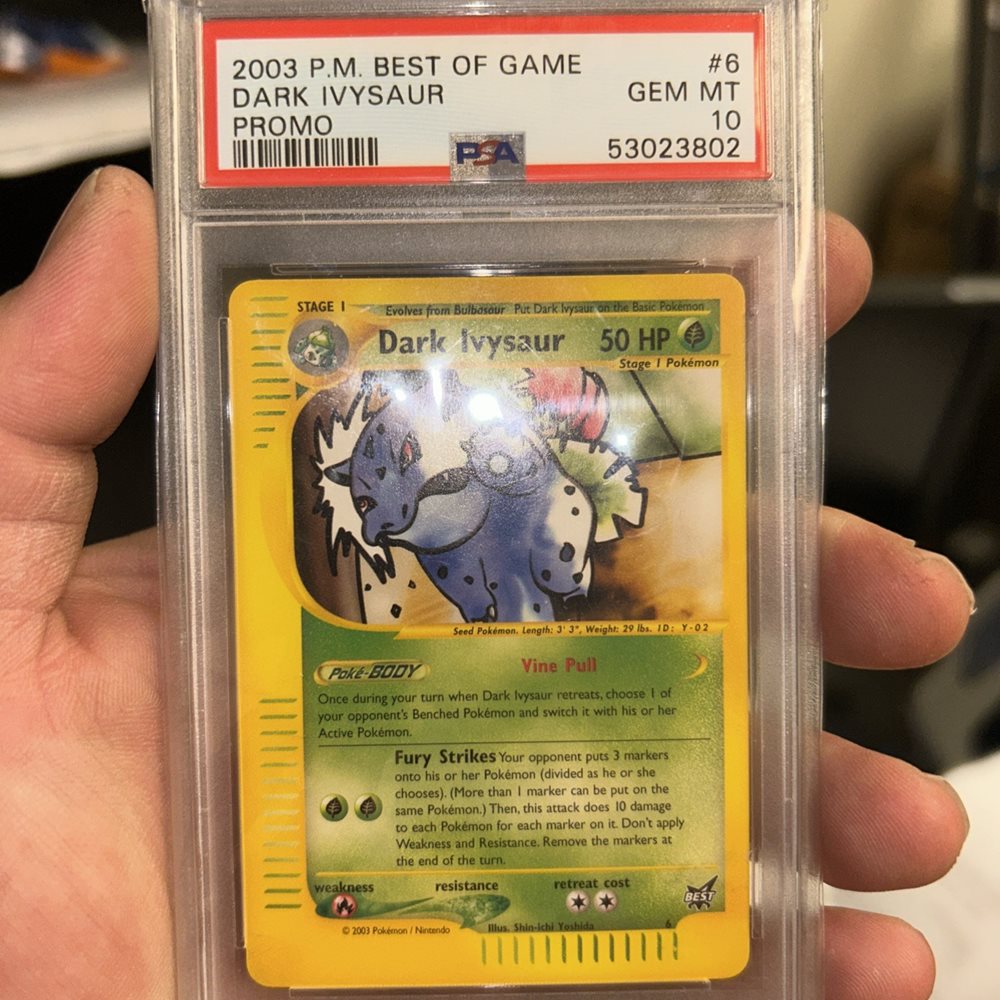 2003 P.M. BEST OF GAME #6
DARK IVYSAUR GEM MT
PROMO 10
PSA 53023802
STAGE 1 Evolves from Bulbasaur Put Dark Ivysaur on the Basic Pokémon
Dark Ivysaur 50 HP
Stage 1 Pokémon
Seed Pokémon. Length: 3' 3", Weight: 29 lbs. ID: Y-02
Poké-BODY Vine Pull
Once during your turn when Dark Ivysaur retreats, choose 1 of
your opponent's Benched Pokémon and switch it with his or her
Active Pokémon.
Fury Strikes Your opponent puts 3 markers
onto his or her Pokémon (divided as he or she
chooses). (More than 1 marker can be put on the
same Pokémon.) Then, this attack does 10 damage
to each Pokémon for each marker on it. Don't apply
Weakness and Resistance. Remove the markers at
the end of the turn.
weakness resistance retreat cost
BEST
© 2003 Pokémon / Nintendo Illus. Shin-ichi Yoshida 6